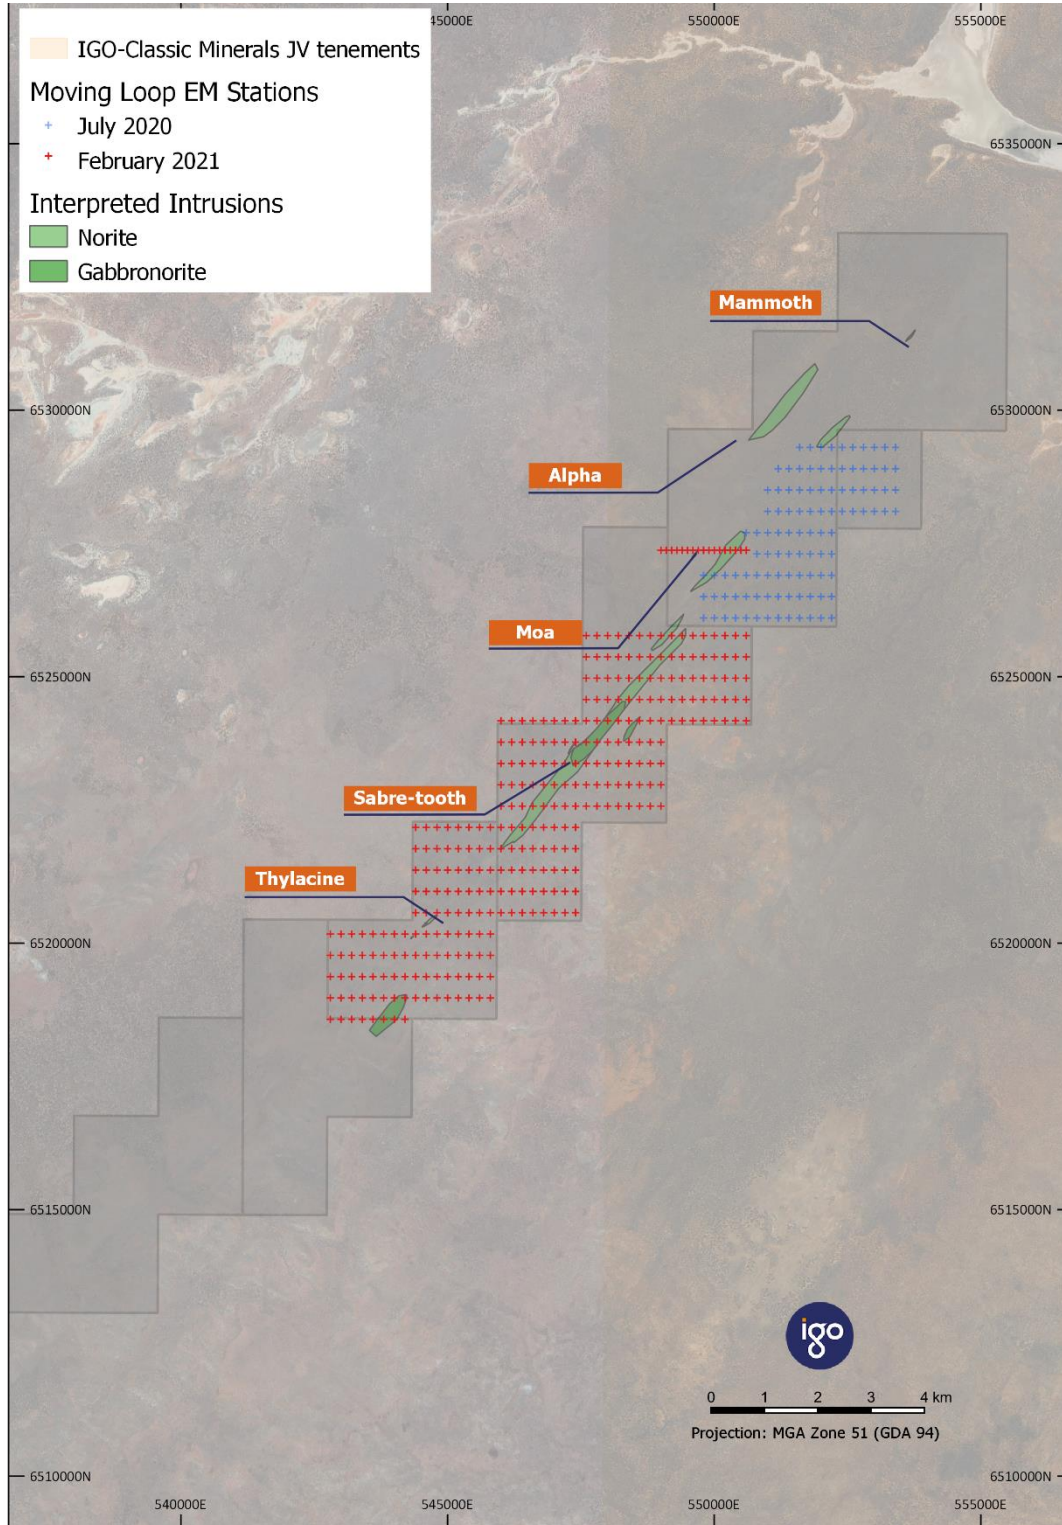 45000E
550000E
555000E
IGO-Classic Minerals JV tenements
Moving Loop EM Stations
July 2020
February 2021
Interpreted Intrusions
Norite
Gabbronorite
6535000N
Mammoth
6530000N
6530000N
Alpha
Moa
6525000N
6525000N
Sabre-tooth
Thylacine
6520000N
6520000N
6515000N
6515000N
igo
0 1 2 3 4 km
Projection: MGA Zone 51 (GDA 94)
6510000N
6510000N
540000E
545000E
550000E
555000E